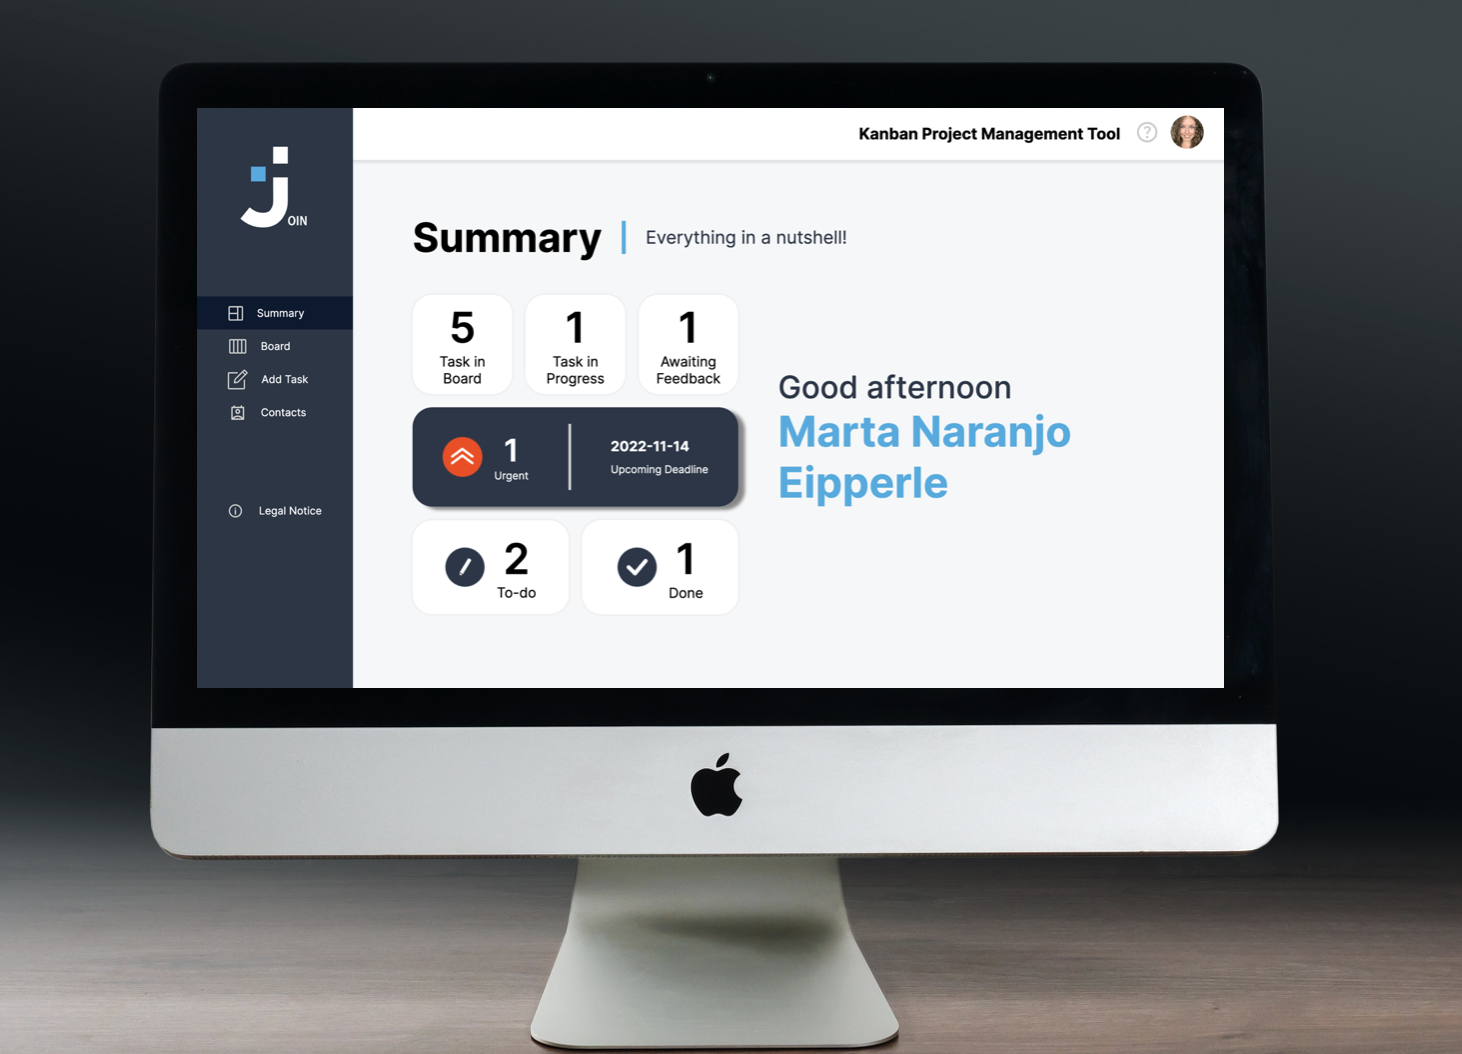 Kanban Project Management Tool
?
J
OIN
Summary
Board
Add Task
Contacts
Legal Notice
Summary
Everything in a nutshell!
5
Task in
Board
1
Task in
Progress
1
Awaiting
Feedback
1
Urgent
2022-11-14
Upcoming Deadline
2
To-do
1
Done
Good afternoon
Marta Naranjo
Eipperle